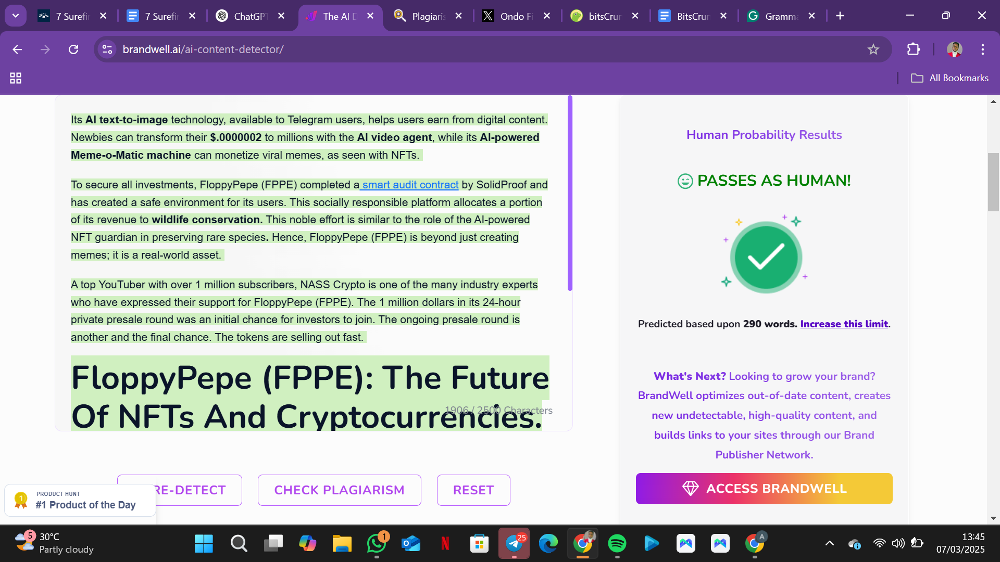 7 Surefir
7 Surefir
ChatGPT
The AI D
Plagiaris
Ondo Fi
bitsCrun
BitsCrun
Gramma
brandwell.ai/ai-content-detector/
All Bookmarks
Its AI text-to-image technology, available to Telegram users, helps users earn from digital content.
Newbies can transform their $.0000002 to millions with the AI video agent, while its AI-powered
Meme-o-Matic machine can monetize viral memes, as seen with NFTs.
To secure all investments, FloppyPepe (FPPE) completed a smart audit contract by SolidProof and
has created a safe environment for its users. This socially responsible platform allocates a portion
of its revenue to wildlife conservation. This noble effort is similar to the role of the AI-powered
NFT guardian in preserving rare species. Hence, FloppyPepe (FPPE) is beyond just creating
memes; it is a real-world asset.
A top YouTuber with over 1 million subscribers, NASS Crypto is one of the many industry experts
who have expressed their support for FloppyPepe (FPPE). The 1 million dollars in its 24-hour
private presale round was an initial chance for investors to join. The ongoing presale round is
another and the final chance. The tokens are selling out fast.
FloppyPepe (FPPE): The Future
Of NFTs And Cryptocurrencies.
1906 / 2500 Characters
RE-DETECT
CHECK PLAGIARISM
RESET
PRODUCT HUNT
#1 Product of the Day
1
Human Probability Results
PASSES AS HUMAN!
Predicted based upon 290 words. Increase this limit.
What's Next? Looking to grow your brand?
BrandWell optimizes out-of-date content, creates
new undetectable, high-quality content, and
builds links to your sites through our Brand
Publisher Network.
ACCESS BRANDWELL
5
30°C
Partly cloudy
1
25
A
13:45
07/03/2025